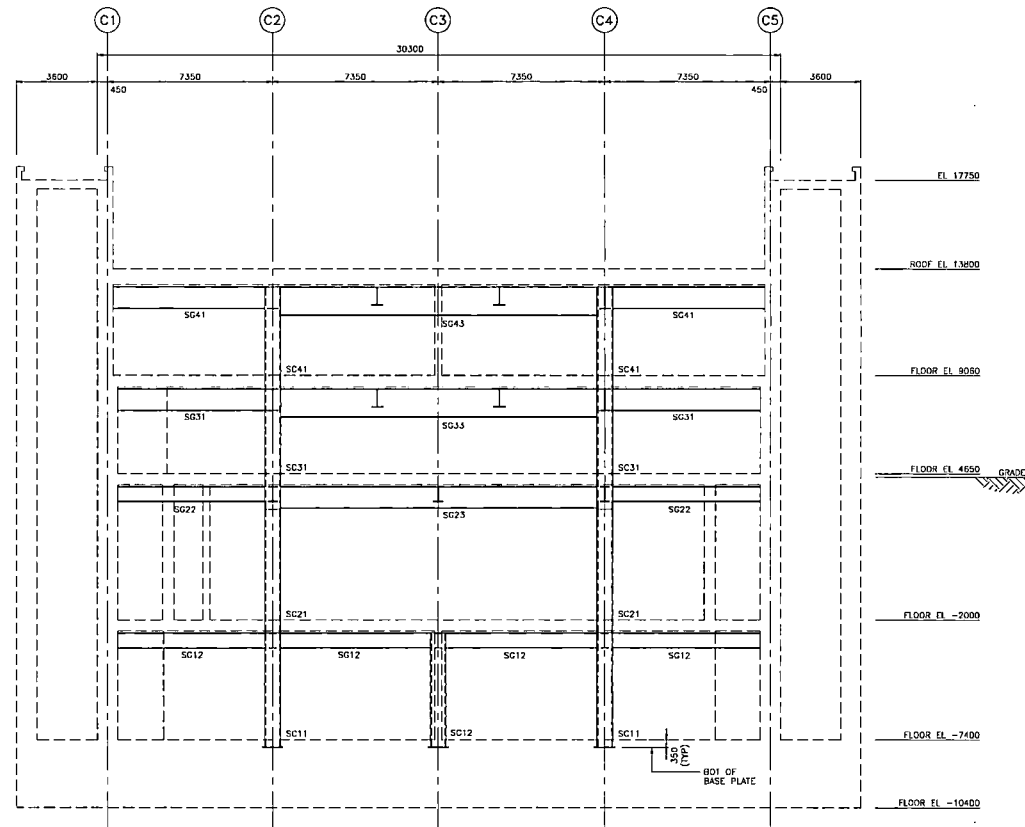 C1 C2 C3 C4 C5
30300
3600 7350 7350 7350 7350 3600
450 450
EL 17750
ROOF EL 13800
SG41 SG43 SG41
SC41 SC41
FLOOR EL 9060
SG31 SG33 SG31
SC31 SC31
FLOOR EL 4650
GRADE
SG22 SG23 SG22
SC21 SC21
FLOOR EL -2000
SG12 SG12 SG12 SG12
SC11 SC12 SC11
FLOOR EL -7400
350
(TYP)
BOT OF
BASE PLATE
FLOOR EL -10400